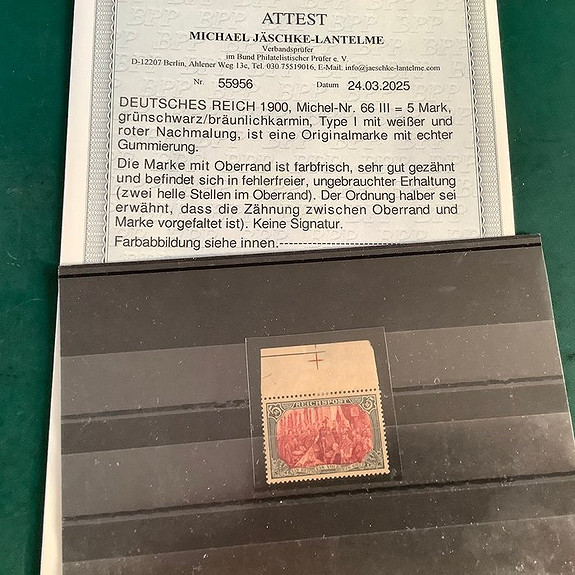 ATTEST
MICHAEL JÄSCHKE-LANTELME
Verbandsprüfer
im Bund Philatelistischer Prüfer e. V.
D-12207 Berlin, Ahlener Weg 13e, Tel. 030 75519016, E-Mail: info@jaeschke-lantelme.com
Nr. 55956 Datum 24.03.2025
DEUTSCHES REICH 1900, Michel-Nr. 66 III = 5 Mark,
grünschwarz/bräunlichkarmin, Type I mit weißer und
roter Nachmalung, ist eine Originalmarke mit echter
Gummierung.
Die Marke mit Oberrand ist farbfrisch, sehr gut gezähnt
und befindet sich in fehlerfreier, ungebrauchter Erhaltung
(zwei helle Stellen im Oberrand). Der Ordnung halber sei
erwähnt, dass die Zähnung zwischen Oberrand und
Marke vorgefaltet ist). Keine Signatur.
Farbabbildung siehe innen.--------------------------
REICHSPOST